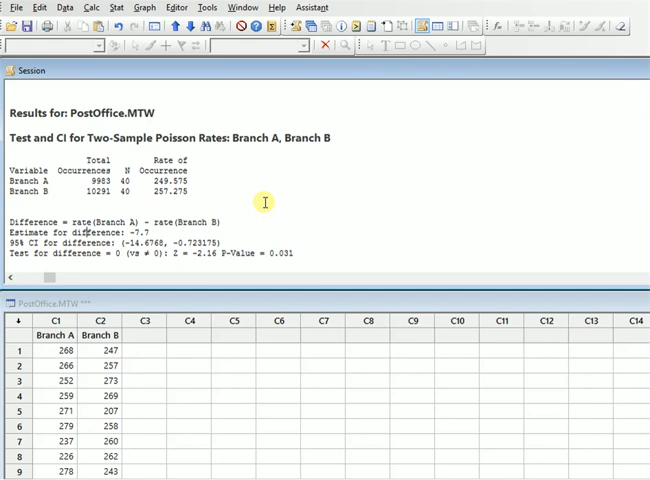 File Edit Data Calc Stat Graph Editor Tools Window Help Assistant
Session
Results for: PostOffice.MTW
Test and CI for Two-Sample Poisson Rates: Branch A, Branch B
Total Rate of
Variable Occurrences N Occurrence
Branch A 9983 40 249.575
Branch B 10291 40 257.275
Difference = rate(Branch A) - rate(Branch B)
Estimate for difference: -7.7
95% CI for difference: (-14.6768, -0.723175)
Test for difference = 0 (vs ≠ 0): Z = -2.16 P-Value = 0.031
PostOffice.MTW ***
C1 C2 C3 C4 C5 C6 C7 C8 C9 C10 C11 C12 C13 C14
Branch A Branch B
1 268 247
2 266 257
3 252 273
4 259 269
5 271 207
6 279 258
7 237 260
8 226 262
9 278 243